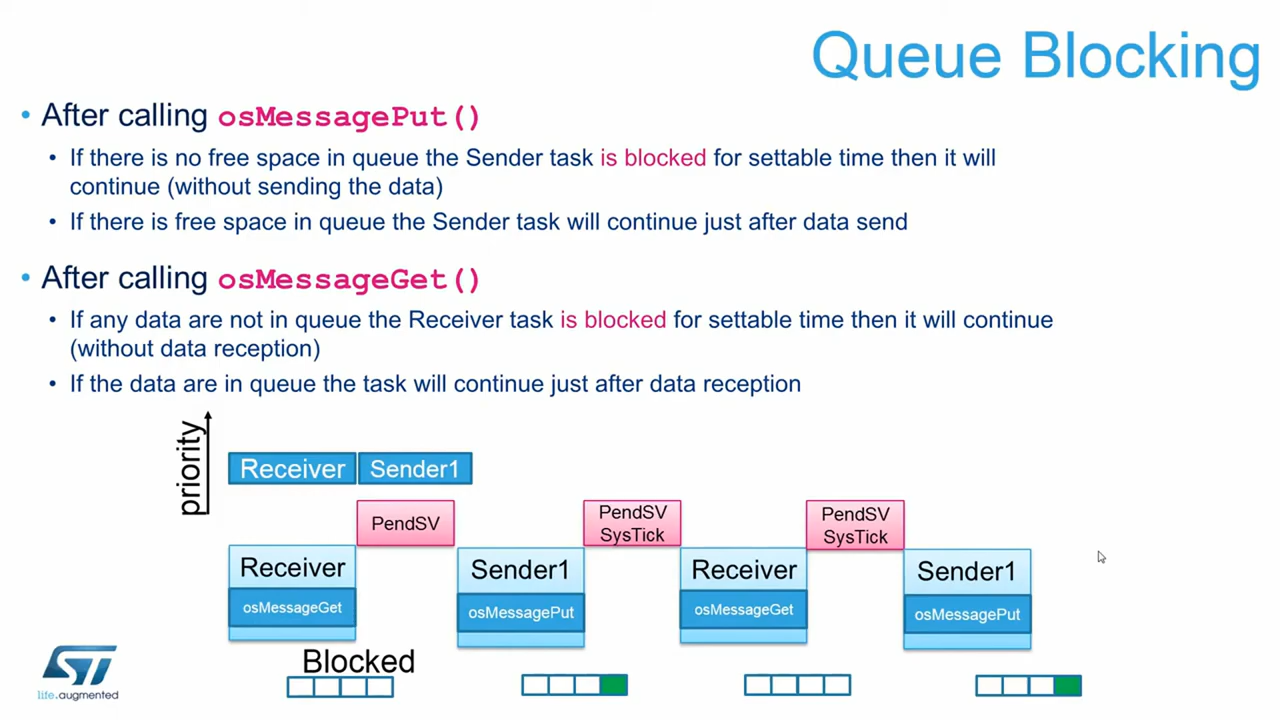 Queue Blocking
• After calling osMessagePut()
• If there is no free space in queue the Sender task is blocked for settable time then it will
continue (without sending the data)
• If there is free space in queue the Sender task will continue just after data send
• After calling osMessageGet()
• If any data are not in queue the Receiver task is blocked for settable time then it will continue
(without data reception)
• If the data are in queue the task will continue just after data reception
priority
Receiver
Sender1
PendSV
PendSV
SysTick
PendSV
SysTick
Receiver
osMessageGet
Sender1
osMessagePut
Receiver
osMessageGet
Sender1
osMessagePut
Blocked
ST
life.augmented